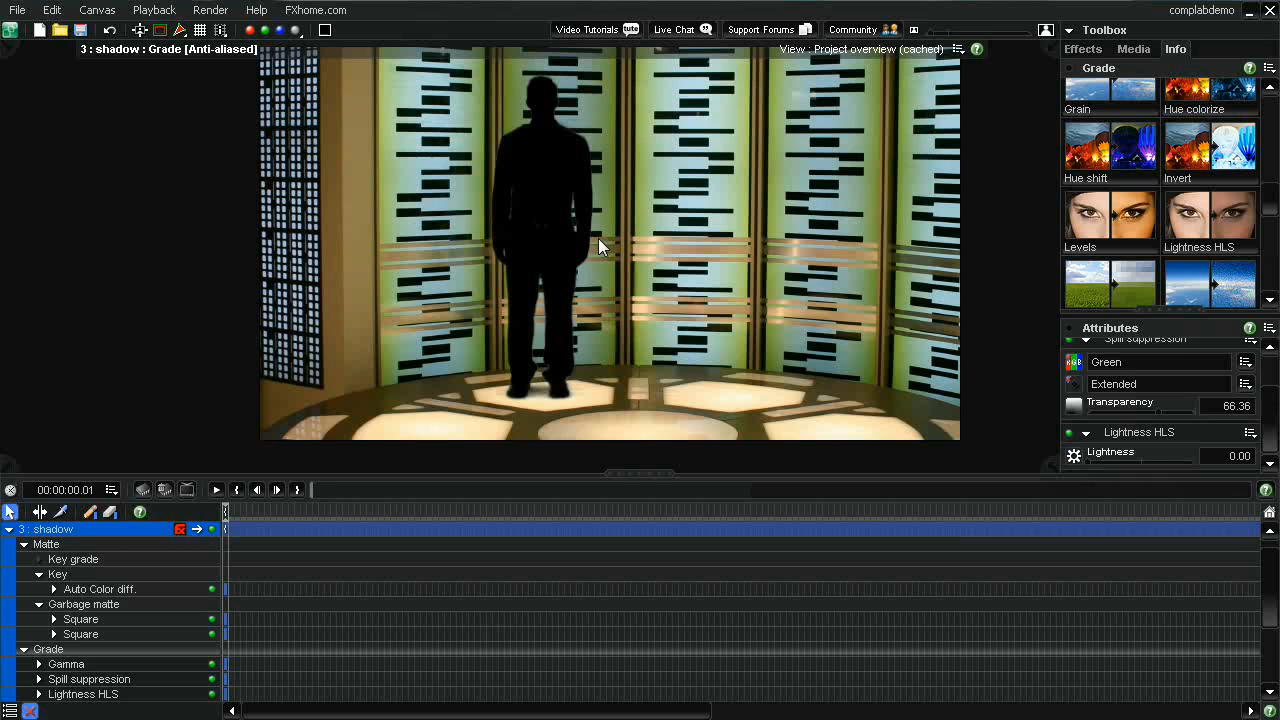 File Edit Canvas Playback Render Help FXhome.com complabdemo
Video Tutorials tute Live Chat Support Forums Community Toolbox
3 : shadow : Grade [Anti-aliased] View : Project overview (cached) Effects Media Info
Grade
Grain Hue colorize
Hue shift Invert
Levels Lightness HLS
Attributes
Spill suppression
RGB Green
Extended
Transparency 66.36
Lightness HLS
Lightness 0.00
00:00:00.01
3 : shadow fx
Matte
Key grade
Key
Auto Color diff.
Garbage matte
Square
Square
Grade
Gamma
Spill suppression
Lightness HLS